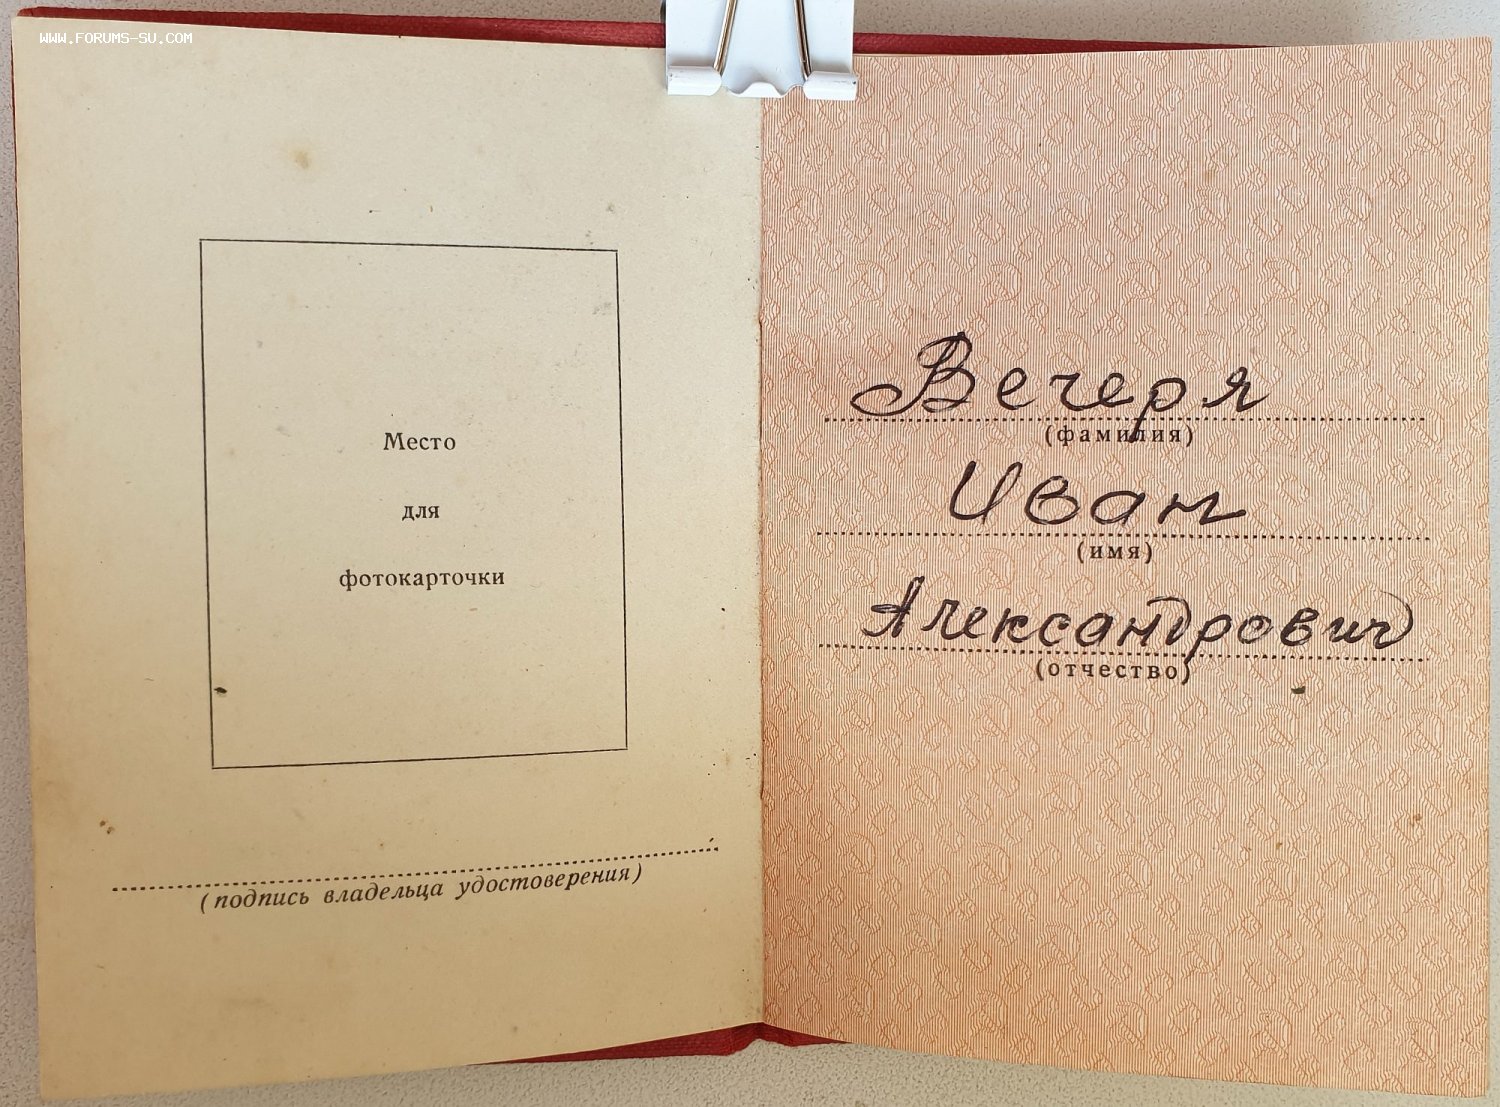 WWW.FORUMS-SU.COM
Место
для
фотокарточки
(подпись владельца удостоверения)
Вечеря
(фамилия)
Иван
(имя)
Александрович
(отчество)